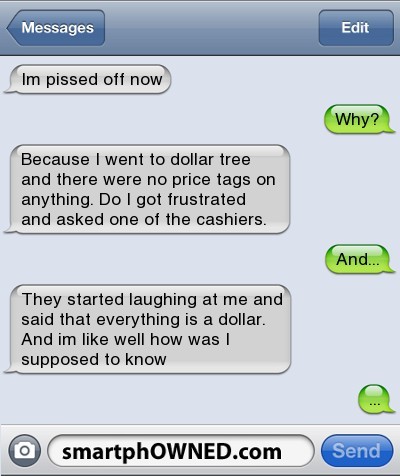 Messages
Edit
Im pissed off now
Why?
Because I went to dollar tree
and there were no price tags on
anything. Do I got frustrated
and asked one of the cashiers.
And...
They started laughing at me and
said that everything is a dollar.
And im like well how was I
supposed to know
...
smartphOWNED.com
Send